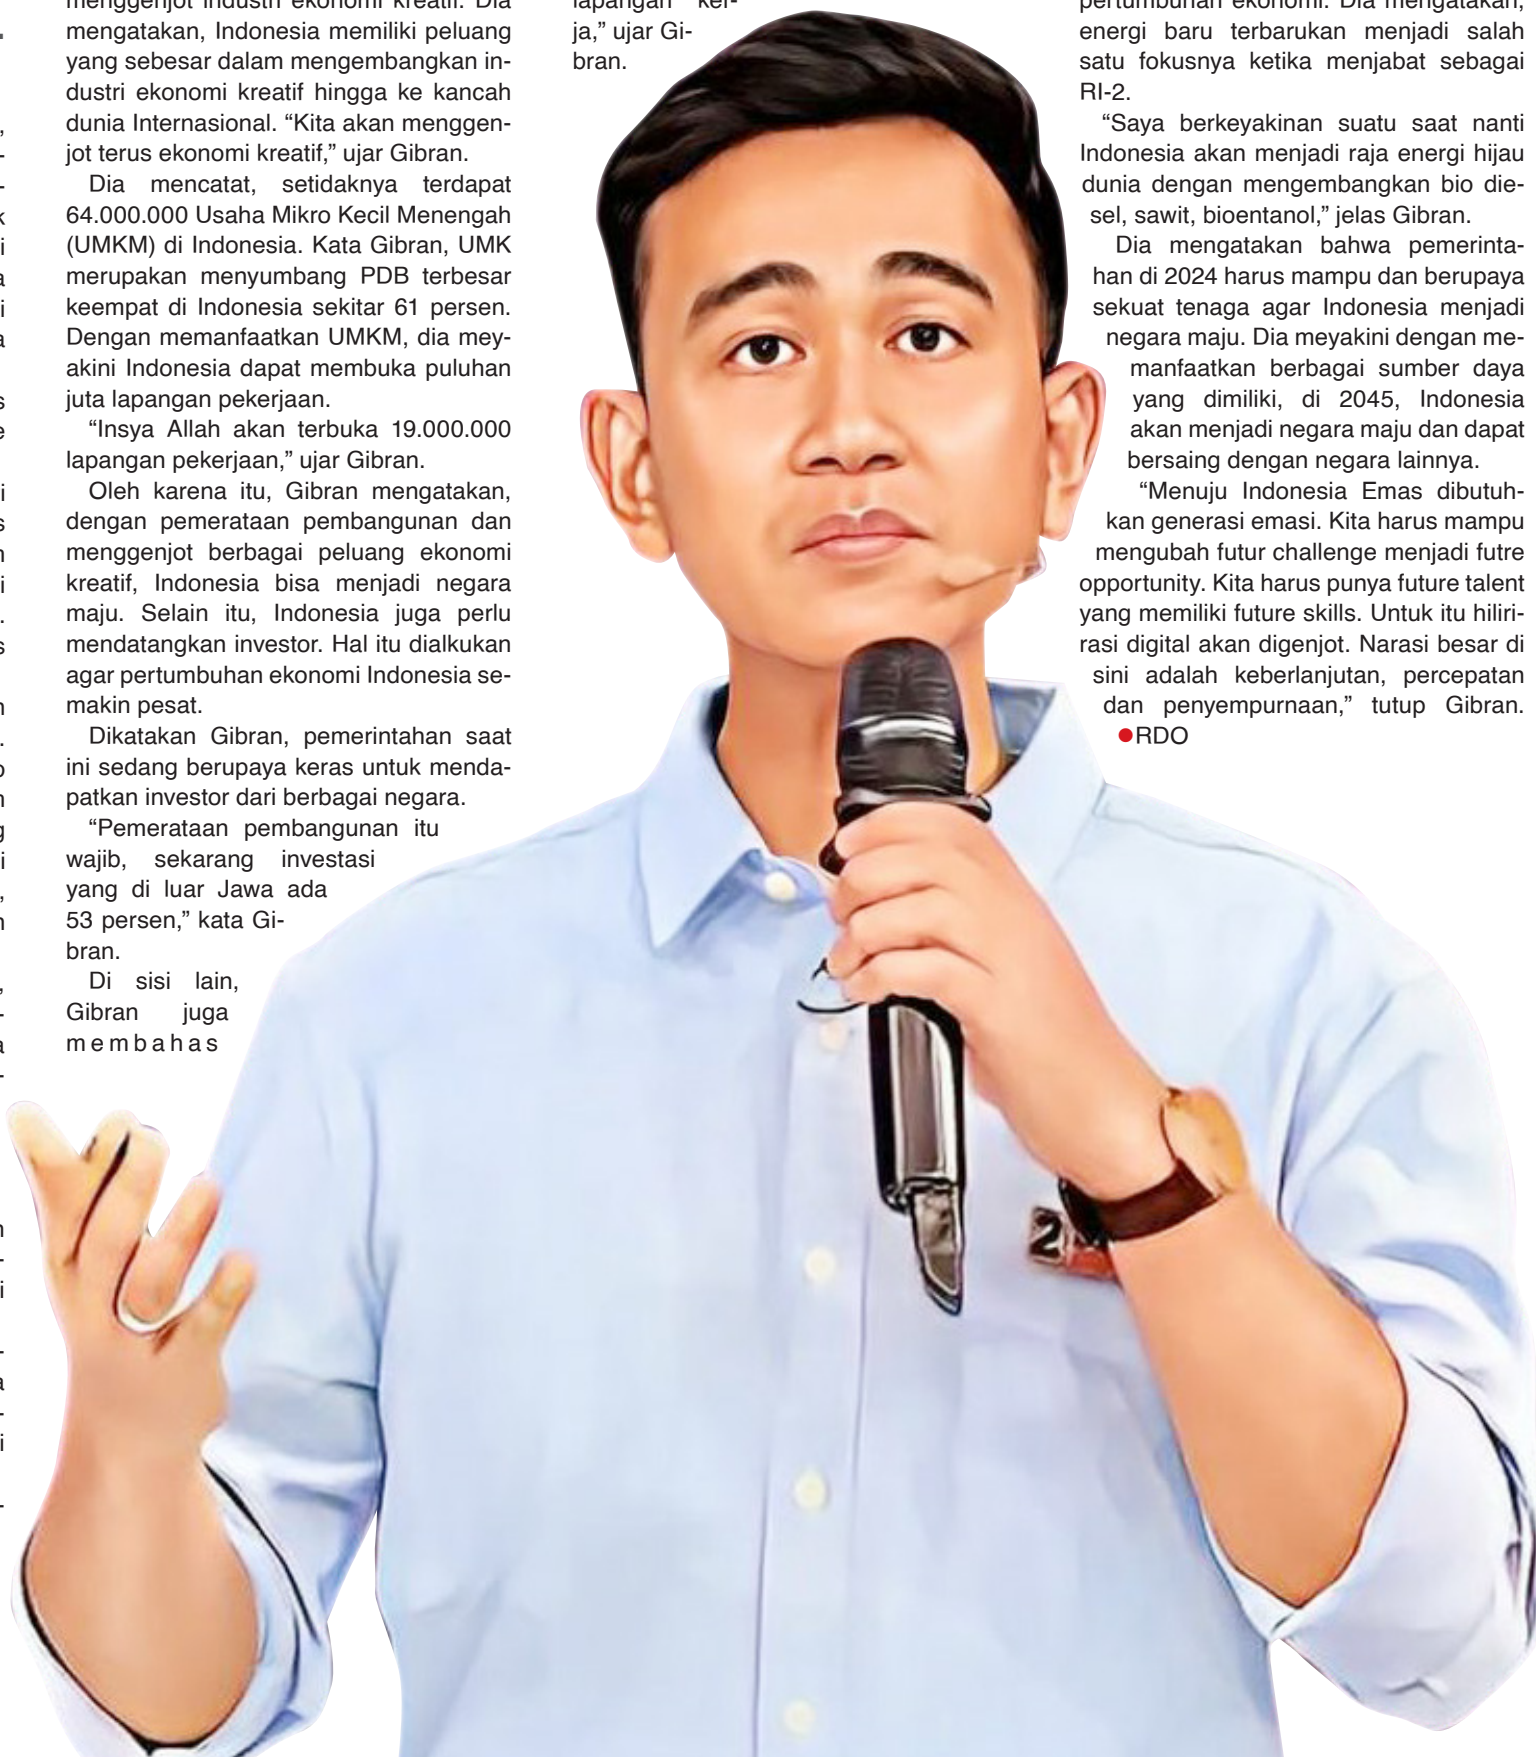 menggenjot industri ekonomi kreatif. Dia
mengatakan, Indonesia memiliki peluang
yang sebesar dalam mengembangkan in-
dustri ekonomi kreatif hingga ke kancah
dunia Internasional. “Kita akan menggen-
jot terus ekonomi kreatif,” ujar Gibran.
Dia mencatat, setidaknya terdapat
64.000.000 Usaha Mikro Kecil Menengah
(UMKM) di Indonesia. Kata Gibran, UMK
merupakan menyumbang PDB terbesar
keempat di Indonesia sekitar 61 persen.
Dengan memanfaatkan UMKM, dia mey-
akini Indonesia dapat membuka puluhan
juta lapangan pekerjaan.
“Insya Allah akan terbuka 19.000.000
lapangan pekerjaan,” ujar Gibran.
Oleh karena itu, Gibran mengatakan,
dengan pemerataan pembangunan dan
menggenjot berbagai peluang ekonomi
kreatif, Indonesia bisa menjadi negara
maju. Selain itu, Indonesia juga perlu
mendatangkan investor. Hal itu dialkukan
agar pertumbuhan ekonomi Indonesia se-
makin pesat.
Dikatakan Gibran, pemerintahan saat
ini sedang berupaya keras untuk menda-
patkan investor dari berbagai negara.
“Pemerataan pembangunan itu
wajib, sekarang investasi
yang di luar Jawa ada
53 persen,” kata Gi-
bran.
Di sisi lain,
Gibran juga
membahas
lapangan ker-
ja,” ujar Gi-
bran.
pertumbuhan ekonomi. Dia mengatakan,
energi baru terbarukan menjadi salah
satu fokusnya ketika menjabat sebagai
RI-2.
“Saya berkeyakinan suatu saat nanti
Indonesia akan menjadi raja energi hijau
dunia dengan mengembangkan bio die-
sel, sawit, bioentanol,” jelas Gibran.
Dia mengatakan bahwa pemerinta-
han di 2024 harus mampu dan berupaya
sekuat tenaga agar Indonesia menjadi
negara maju. Dia meyakini dengan me-
manfaatkan berbagai sumber daya
yang dimiliki, di 2045, Indonesia
akan menjadi negara maju dan dapat
bersaing dengan negara lainnya.
“Menuju Indonesia Emas dibutuh-
kan generasi emasi. Kita harus mampu
mengubah futur challenge menjadi futre
opportunity. Kita harus punya future talent
yang memiliki future skills. Untuk itu hiliri-
rasi digital akan digenjot. Narasi besar di
sini adalah keberlanjutan, percepatan
dan penyempurnaan,” tutup Gibran.
●RDO
2